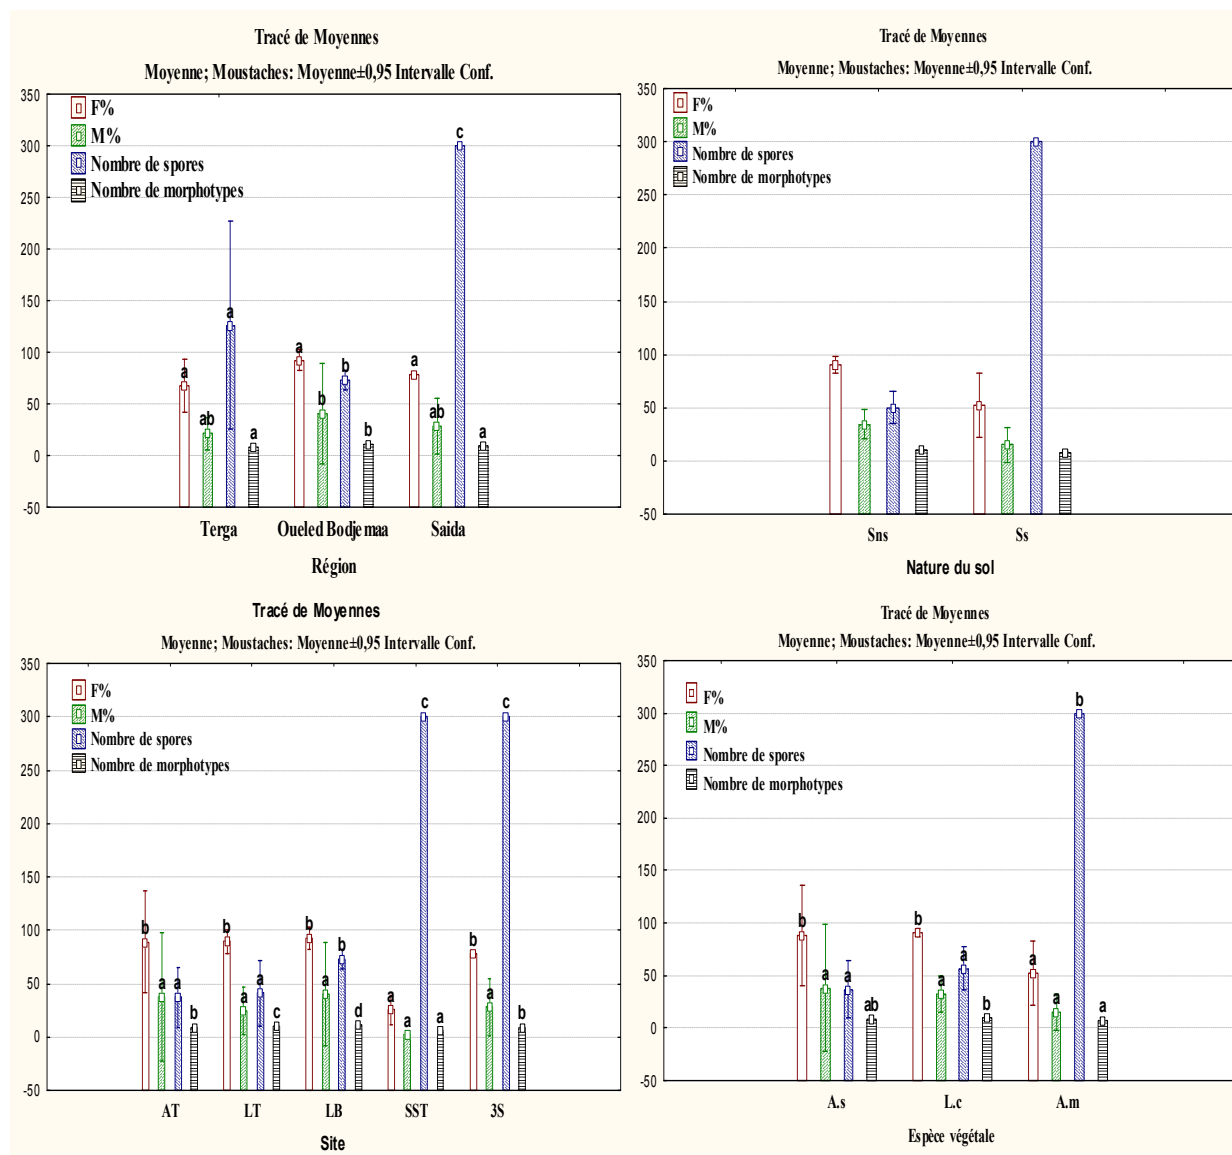 Tracé de Moyennes
Moyenne; Moustaches: Moyenne±0,95 Intervalle Conf.
350
300
250
200
150
100
50
0
-50
F%
M%
Nombre de spores
Nombre de morphotypes
a
ab
a
a
a
b
b
b
a
ab
c
a
Terga
Oueled Bodjemaa
Saida
Région
Tracé de Moyennes
Moyenne; Moustaches: Moyenne±0,95 Intervalle Conf.
350
300
250
200
150
100
50
0
-50
F%
M%
Nombre de spores
Nombre de morphotypes
Sns
Ss
Nature du sol
Tracé de Moyennes
Moyenne; Moustaches: Moyenne±0,95 Intervalle Conf.
350
300
250
200
150
100
50
0
-50
F%
M%
Nombre de spores
Nombre de morphotypes
b
a
a
b
b
a
a
c
b
a
b
d
a
a
c
a
b
a
c
b
AT
LT
LB
SST
3S
Site
Tracé de Moyennes
Moyenne; Moustaches: Moyenne±0,95 Intervalle Conf.
350
300
250
200
150
100
50
0
-50
F%
M%
Nombre de spores
Nombre de morphotypes
b
a
a
ab
b
a
a
b
a
a
b
a
A.s
L.c
A.m
Espèce végétale